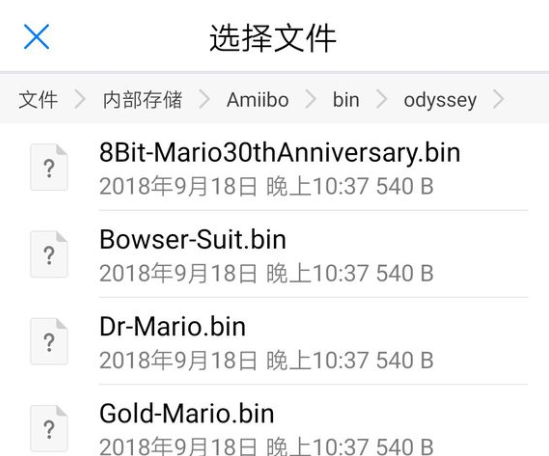 选择文件
文件 内部存储 Amiibo bin odyssey
8Bit-Mario30thAnniversary.bin
2018年9月18日 晚上10:37 540 B
Bowser-Suit.bin
2018年9月18日 晚上10:37 540 B
Dr-Mario.bin
2018年9月18日 晚上10:37 540 B
Gold-Mario.bin
2018年9月18日 晚上10:37 540 B